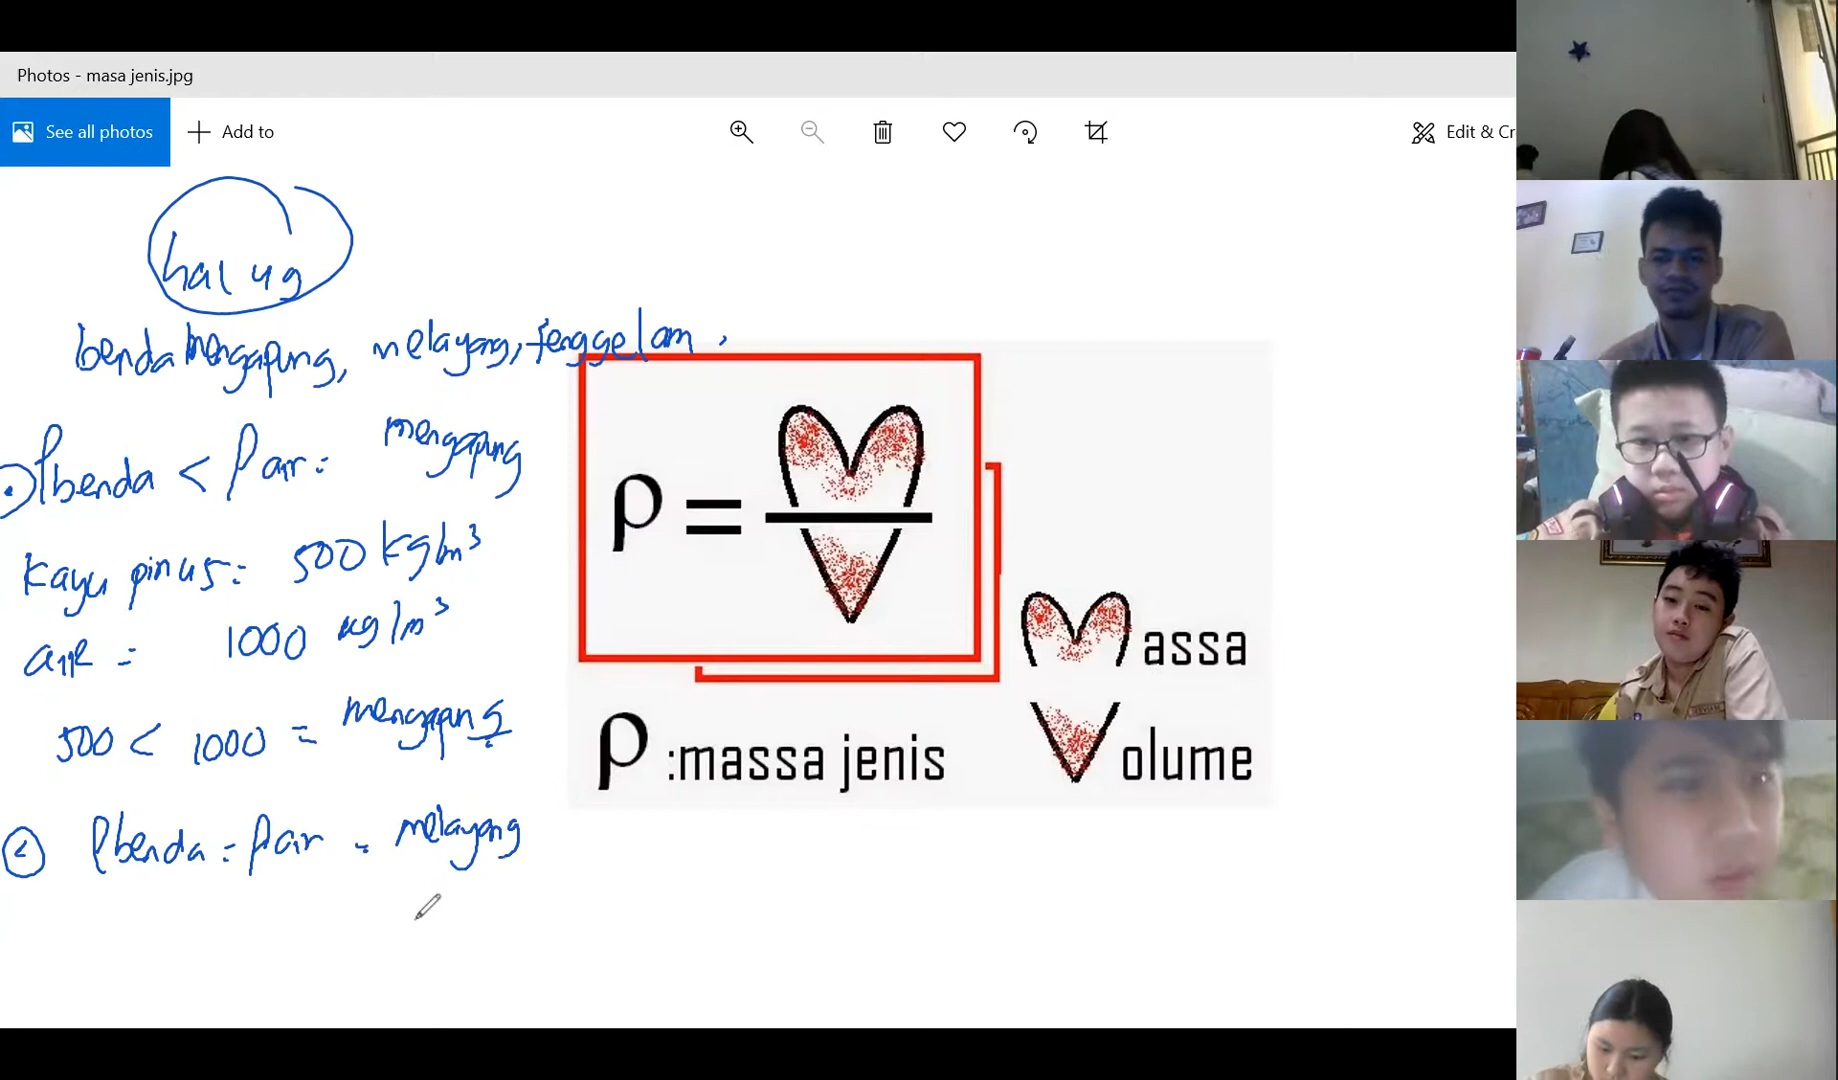 Photos - masa jenis.jpg
See all photos
Add to
Edit & Cr
hal 49
benda mengapung, melayang, tenggelam.
ρbenda < ρair = mengapung
kayu pinus = 500 kg/m³
air = 1000 kg/m³
500 < 1000 = mengapung
② ρbenda = ρair = melayang
ρ = M
V
Massa
ρ :massa jenis
Volume